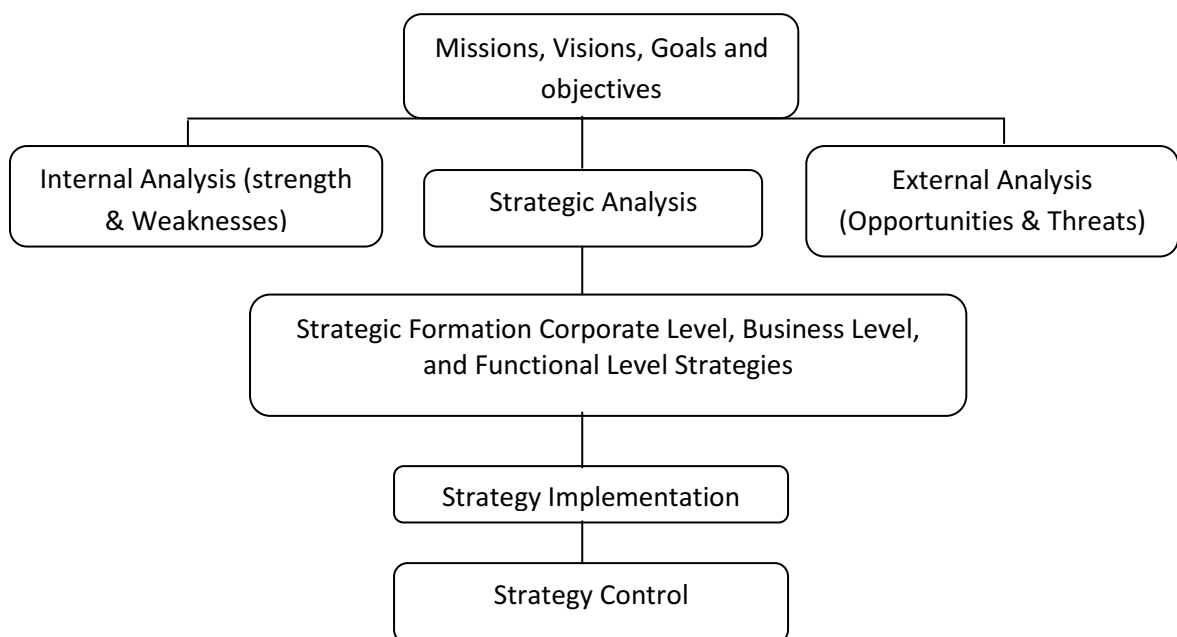 Missions, Visions, Goals and
objectives
Internal Analysis (strength
& Weaknesses)
Strategic Analysis
External Analysis
(Opportunities & Threats)
Strategic Formation Corporate Level, Business Level,
and Functional Level Strategies
Strategy Implementation
Strategy Control